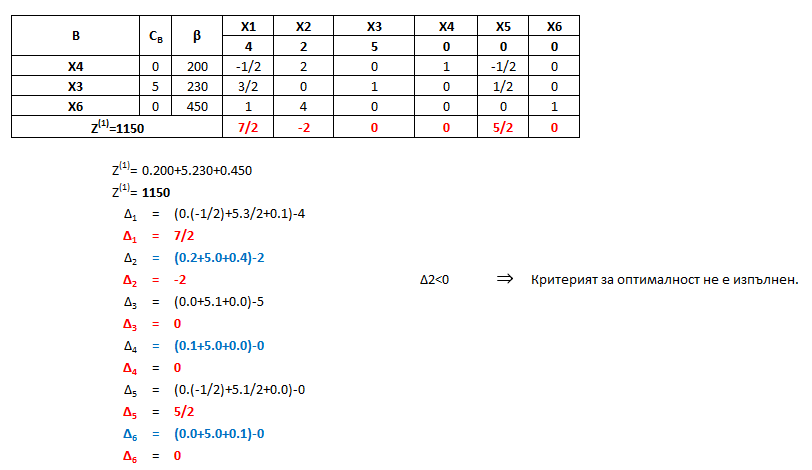 B C_B β X1 X2 X3 X4 X5 X6
4 2 5 0 0 0
X4 0 200 -1/2 2 0 1 -1/2 0
X3 5 230 3/2 0 1 0 1/2 0
X6 0 450 1 4 0 0 0 1
Z^(1)=1150 7/2 -2 0 0 5/2 0
Z^(1)= 0.200+5.230+0.450
Z^(1)= 1150
Δ₁ = (0.(-1/2)+5.3/2+0.1)-4
Δ₁ = 7/2
Δ₂ = (0.2+5.0+0.4)-2
Δ₂ = -2 Δ2<0 ⇒ Критерият за оптималност не е изпълнен.
Δ₃ = (0.0+5.1+0.0)-5
Δ₃ = 0
Δ₄ = (0.1+5.0+0.0)-0
Δ₄ = 0
Δ₅ = (0.(-1/2)+5.1/2+0.0)-0
Δ₅ = 5/2
Δ₆ = (0.0+5.0+0.1)-0
Δ₆ = 0